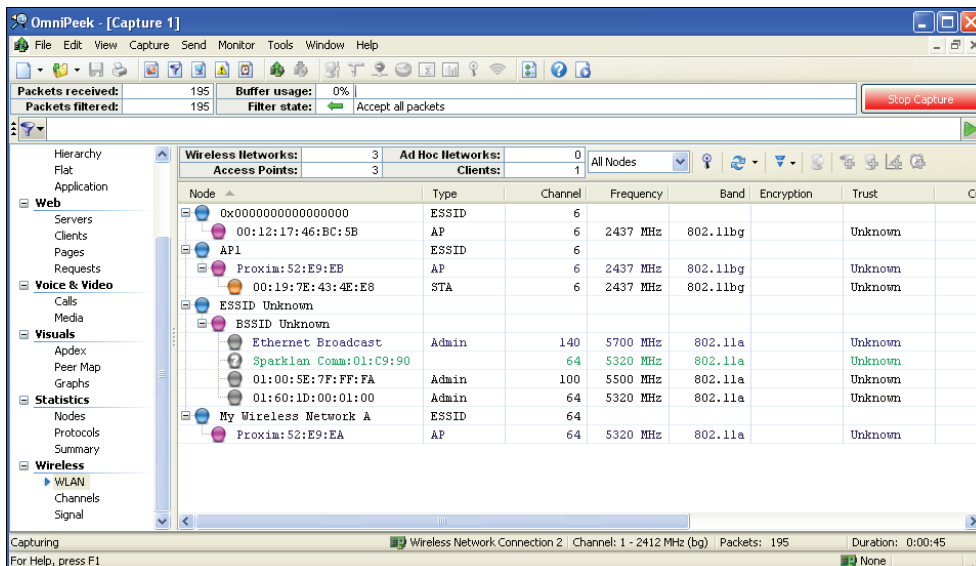 OmniPeek - [Capture 1]
File Edit View Capture Send Monitor Tools Window Help
Packets received: 195 Buffer usage: 0%
Packets filtered: 195 Filter state: Accept all packets
Stop Capture
Hierarchy
Flat
Application
Web
Servers
Clients
Pages
Requests
Voice & Video
Calls
Media
Visuals
Apdex
Peer Map
Graphs
Statistics
Nodes
Protocols
Summary
Wireless
WLAN
Channels
Signal
Wireless Networks: 3 Ad Hoc Networks: 0
Access Points: 3 Clients: 1
All Nodes
Node Type Channel Frequency Band Encryption Trust C
0x0000000000000000 ESSID 6
00:12:17:46:BC:5B AP 6 2437 MHz 802.11bg Unknown
AP1 ESSID 6
Proxim:52:E9:EB AP 6 2437 MHz 802.11bg Unknown
00:19:7E:43:4E:E8 STA 6 2437 MHz 802.11bg Unknown
ESSID Unknown
BSSID Unknown
Ethernet Broadcast Admin 140 5700 MHz 802.11a Unknown
Sparklan Comm:01:C9:90 64 5320 MHz 802.11a Unknown
01:00:5E:7F:FF:FA Admin 100 5500 MHz 802.11a Unknown
01:60:1D:00:01:00 Admin 64 5320 MHz 802.11a Unknown
My Wireless Network A ESSID 64
Proxim:52:E9:EA AP 64 5320 MHz 802.11a Unknown
Capturing Wireless Network Connection 2 Channel: 1 - 2412 MHz (bg) Packets: 195 Duration: 0:00:45
For Help, press F1 None